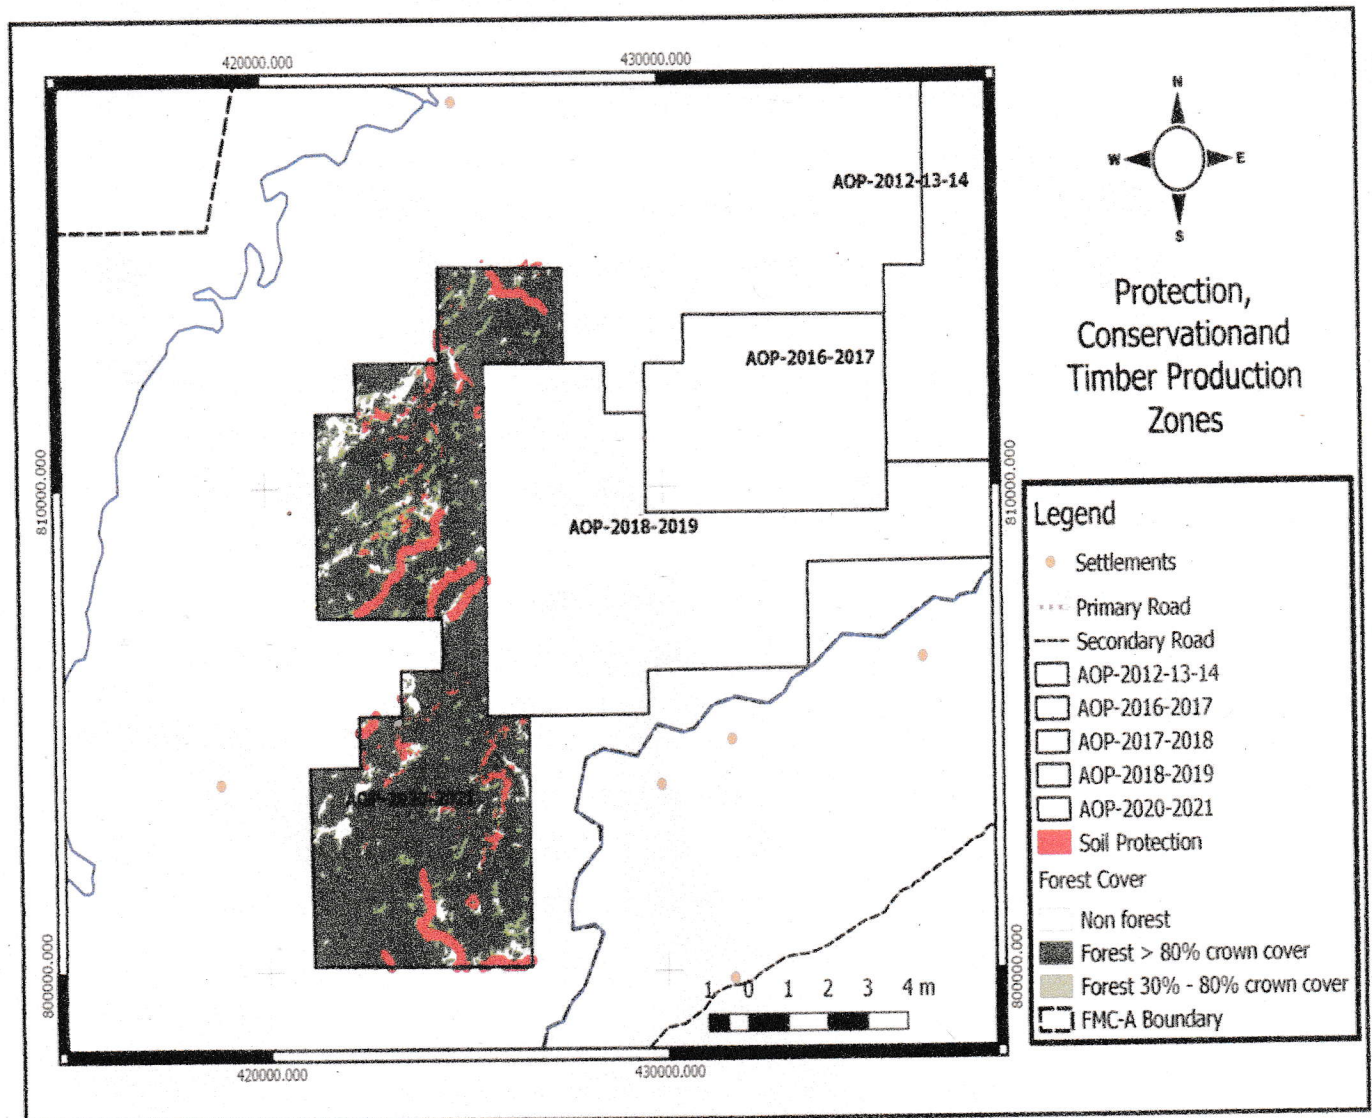 420000.000
430000.000
N
W
E
S
AOP-2012-13-14
Protection,
Conservationand
Timber Production
Zones
AOP-2016-2017
810000.000
810000.000
AOP-2018-2019
Legend
Settlements
Primary Road
Secondary Road
AOP-2012-13-14
AOP-2016-2017
AOP-2017-2018
AOP-2018-2019
AOP-2020-2021
Soil Protection
Forest Cover
Non forest
Forest > 80% crown cover
Forest 30% - 80% crown cover
FMC-A Boundary
AOP-2020-2021
800000.000
800000.000
1 0 1 2 3 4 m
420000.000
430000.000